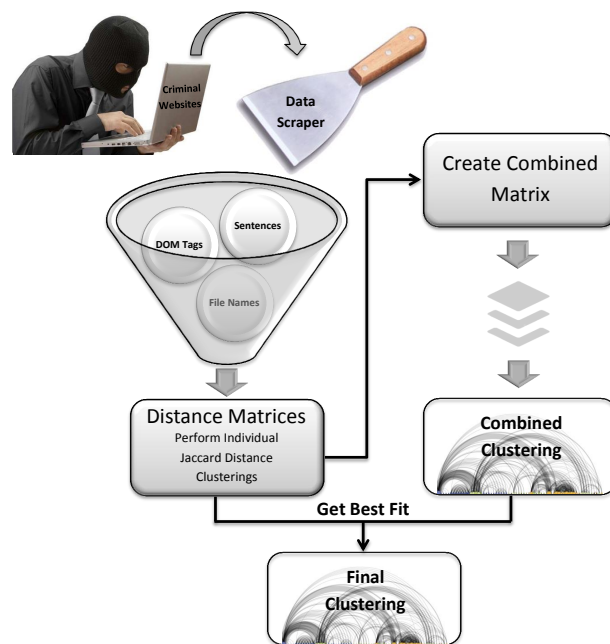 Criminal
Websites
Data
Scraper
Create Combined
Matrix
Sentences
DOM Tags
File Names
Distance Matrices
Perform Individual
Jaccard Distance
Clusterings
Combined
Clustering
Get Best Fit
Final
Clustering